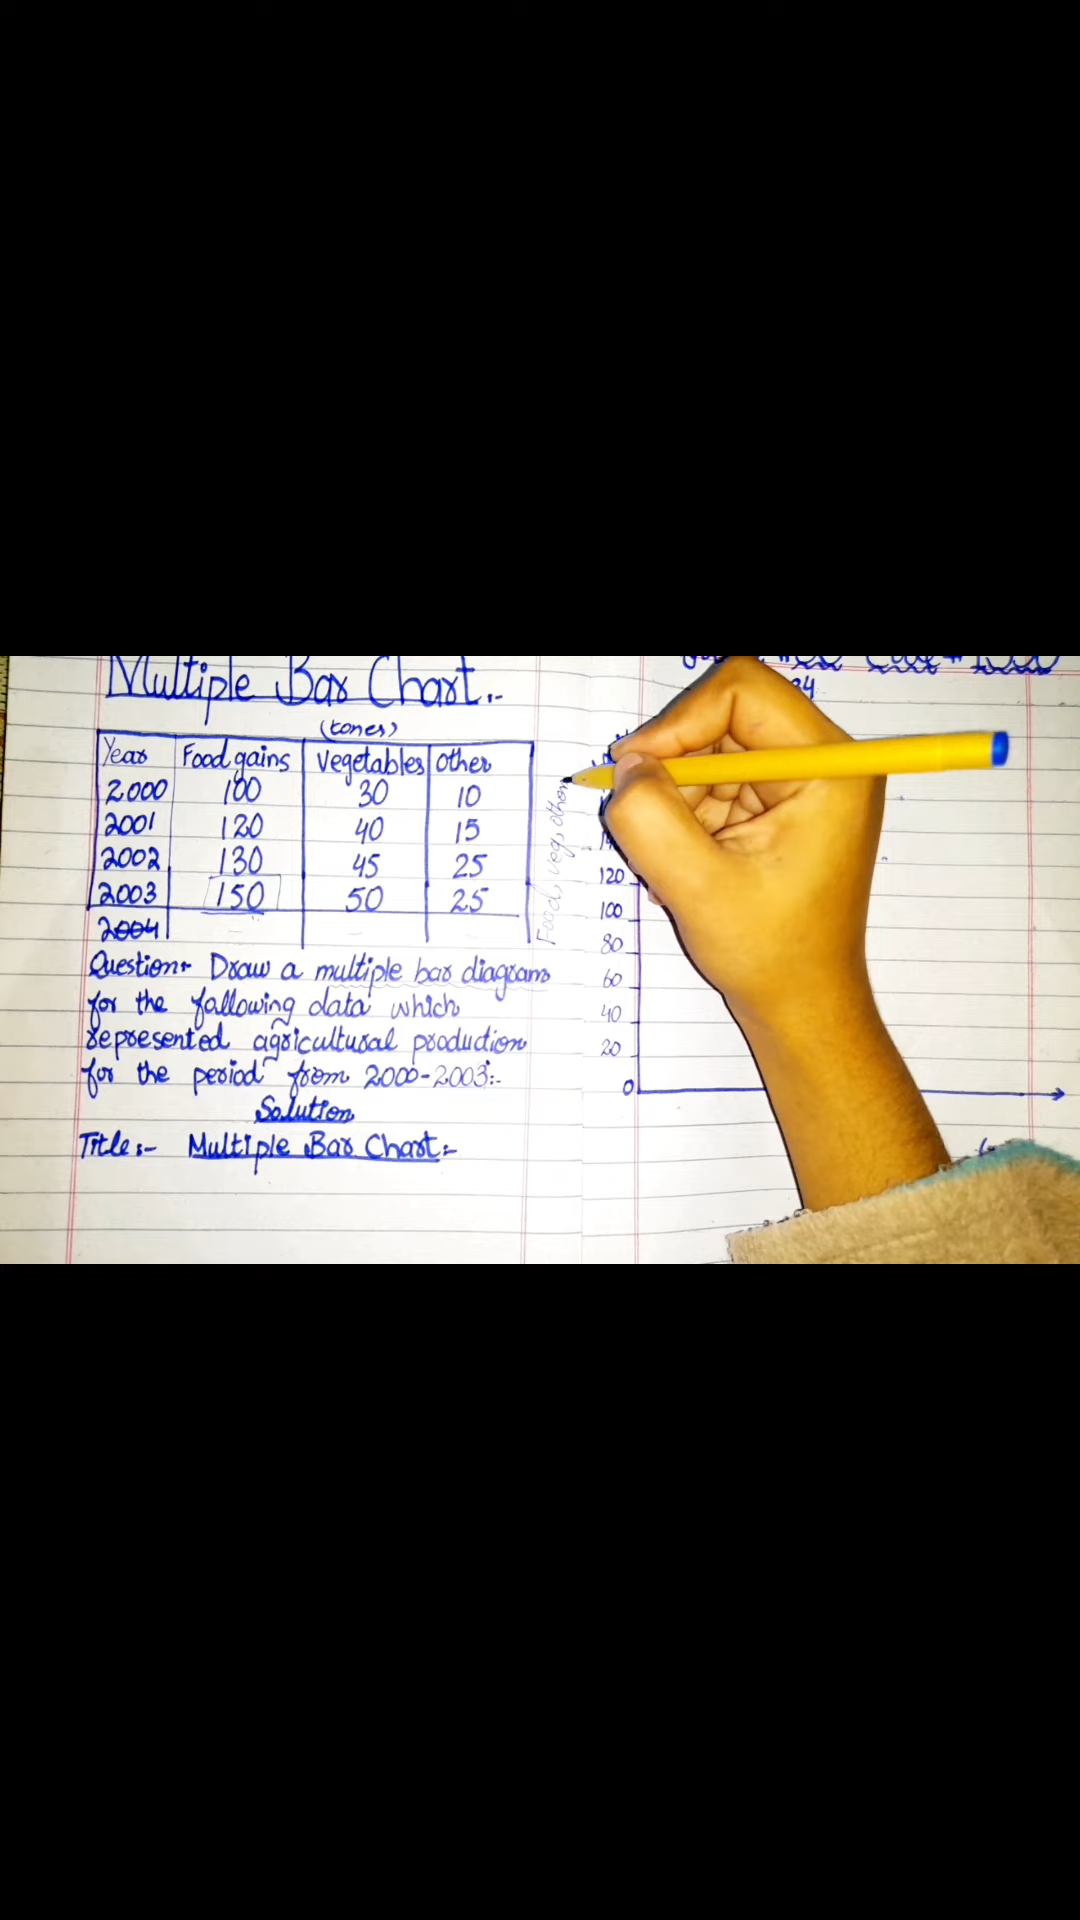 Multiple Bar Chart:-
(tones)
Year Food gains Vegetables Other
2000 100 30 10
2001 120 40 15
2002 130 45 25
2003 150 50 25
2004
Question:- Draw a multiple bar diagram
for the fallowing data which
represented agricultural production
for the period from 2000-2003:-
Solution
Title:- Multiple Bar Chart:-
Food, veg, other
120
100
80
60
40
20
0